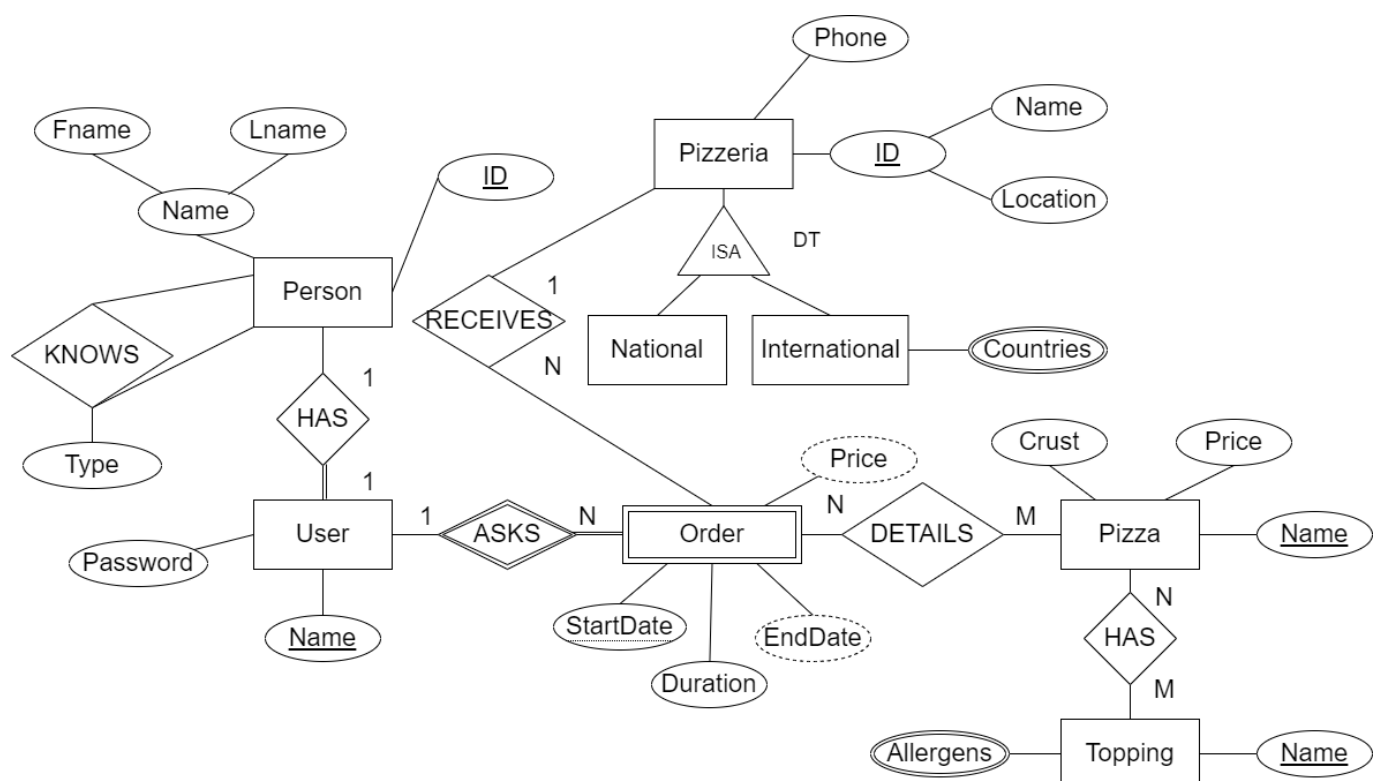 Phone
Fname
Lname
Name
Pizzeria
ID
ID
Name
Location
Name
ISA
DT
Person
1
RECEIVES
National
International
Countries
KNOWS
N
1
HAS
Crust
Price
Type
Price
1
1
N
N
M
User
ASKS
Order
DETAILS
Pizza
Name
Password
N
StartDate
EndDate
Name
HAS
Duration
M
Allergens
Topping
Name